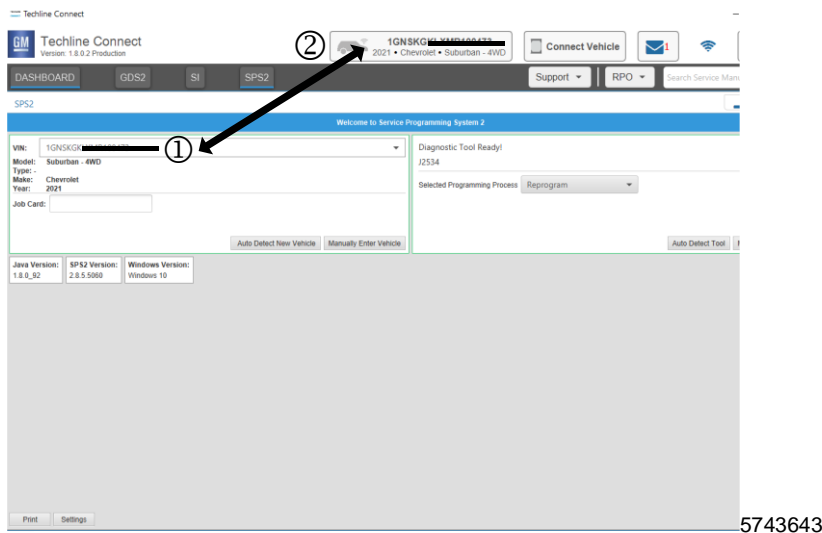 Techline Connect
GM
Techline Connect
Version: 1.8.0.2 Production
②
2021 • Chevrolet • Suburban - 4WD
Connect Vehicle
1
DASHBOARD
GDS2
SI
SPS2
Support
RPO
Search Service Manu
SPS2
Welcome to Service Programming System 2
VIN: 1GNSKGK
①
Model: Suburban - 4WD
Type: -
Make: Chevrolet
Year: 2021
Job Card:
Auto Detect New Vehicle
Manually Enter Vehicle
Diagnostic Tool Ready!
J2534
Selected Programming Process
Reprogram
Auto Detect Tool
Java Version:
1.8.0_92
SPS2 Version:
2.8.5.5060
Windows Version:
Windows 10
Print
Settings
5743643